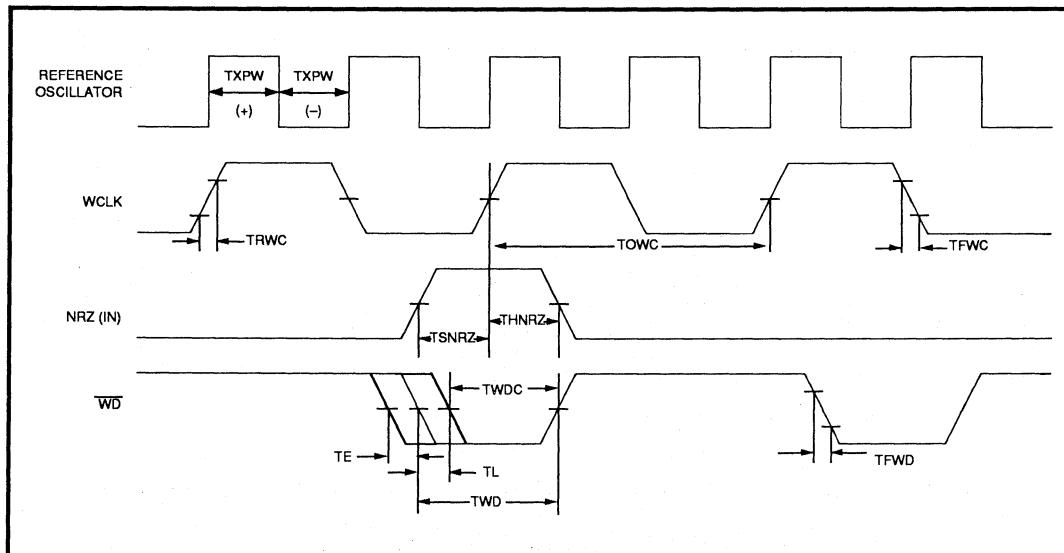 REFERENCE
OSCILLATOR
TXPW
TXPW
(+)
(–)
WCLK
TRWC
TOWC
TFWC
NRZ (IN)
TSNRZ
THNRZ
WD
TWDC
TE
TL
TFWD
TWD